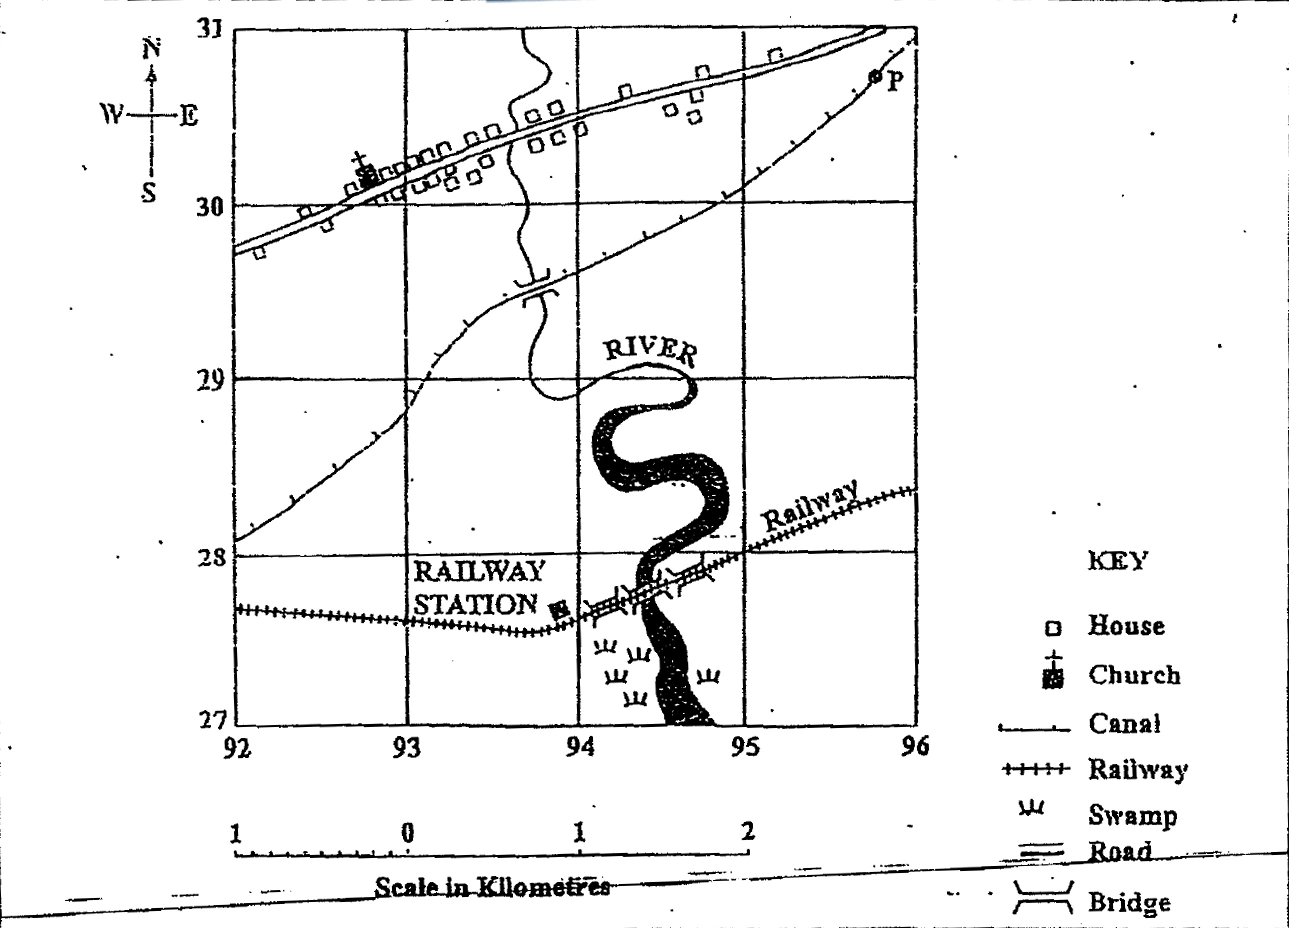 31
N
W E
P
S
30
RIVER
29
Railway
28
RAILWAY
STATION
27
92 93 94 95 96
1 0 1 2
Scale in Kilometres
KEY
House
Church
Canal
Railway
Swamp
Road
Bridge